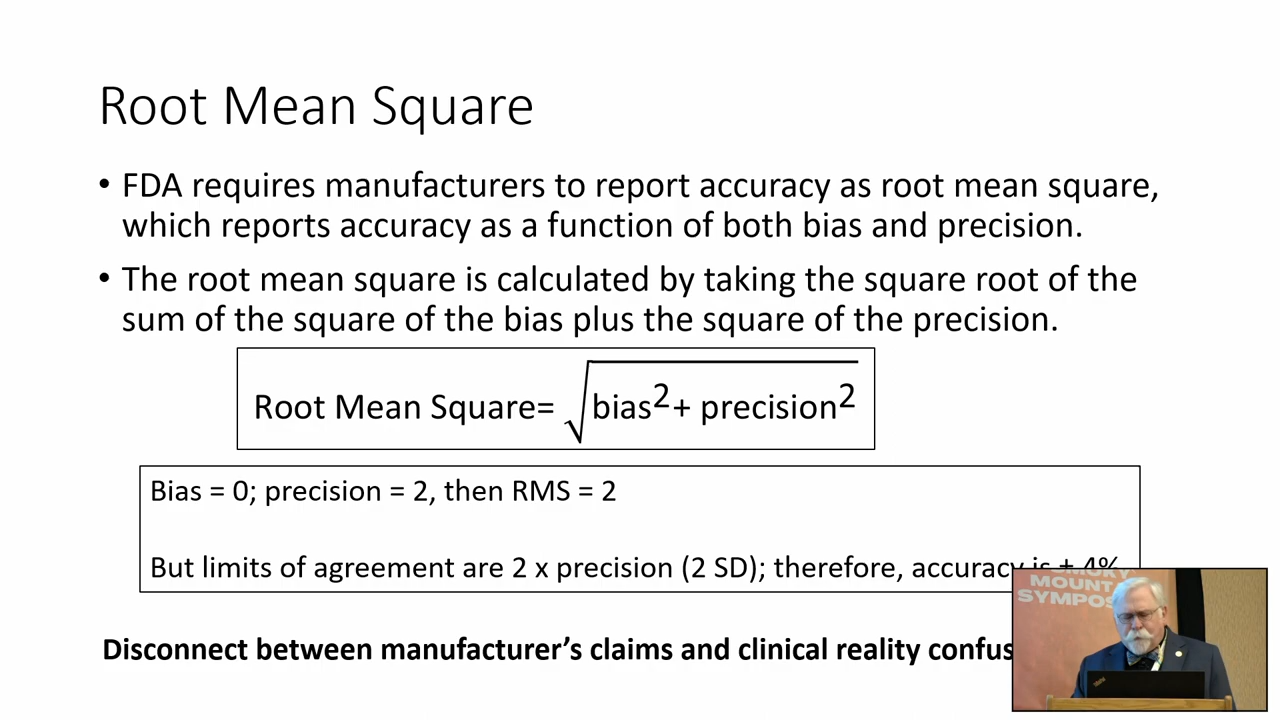 Root Mean Square
• FDA requires manufacturers to report accuracy as root mean square,
which reports accuracy as a function of both bias and precision.
• The root mean square is calculated by taking the square root of the
sum of the square of the bias plus the square of the precision.
Root Mean Square= √bias²+ precision²
Bias = 0; precision = 2, then RMS = 2
But limits of agreement are 2 x precision (2 SD); therefore, accuracy is ± 4%
Disconnect between manufacturer’s claims and clinical reality
MOUNT
SYMPOS